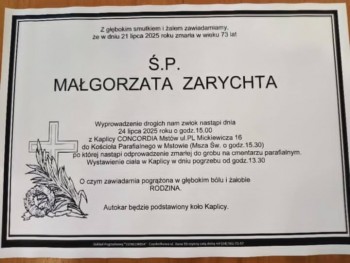 Z głębokim smutkiem i żalem zawiadamiamy,
że w dniu 21 lipca 2025 roku zmarła w wieku 73 lat
Ś.P.
MAŁGORZATA ZARYCHTA
Wyprowadzenie drogich nam zwłok nastąpi dnia
24 lipca 2025 roku o godz.15.00
z Kaplicy CONCORDIA Mstów ul.PL Mickiewicza 16
do Kościoła Parafialnego w Mstowie (Msza Św. o godz.15.30)
po której nastąpi odprowadzenie zmarłej do grobu na cmentarzu parafialnym.
Wystawienie ciała w Kaplicy w dniu pogrzebu od godz.13.30
O czym zawiadamia pogrążona w głębokim bólu i żałobie
RODZINA.
Autokar będzie podstawiony koło Kaplicy.